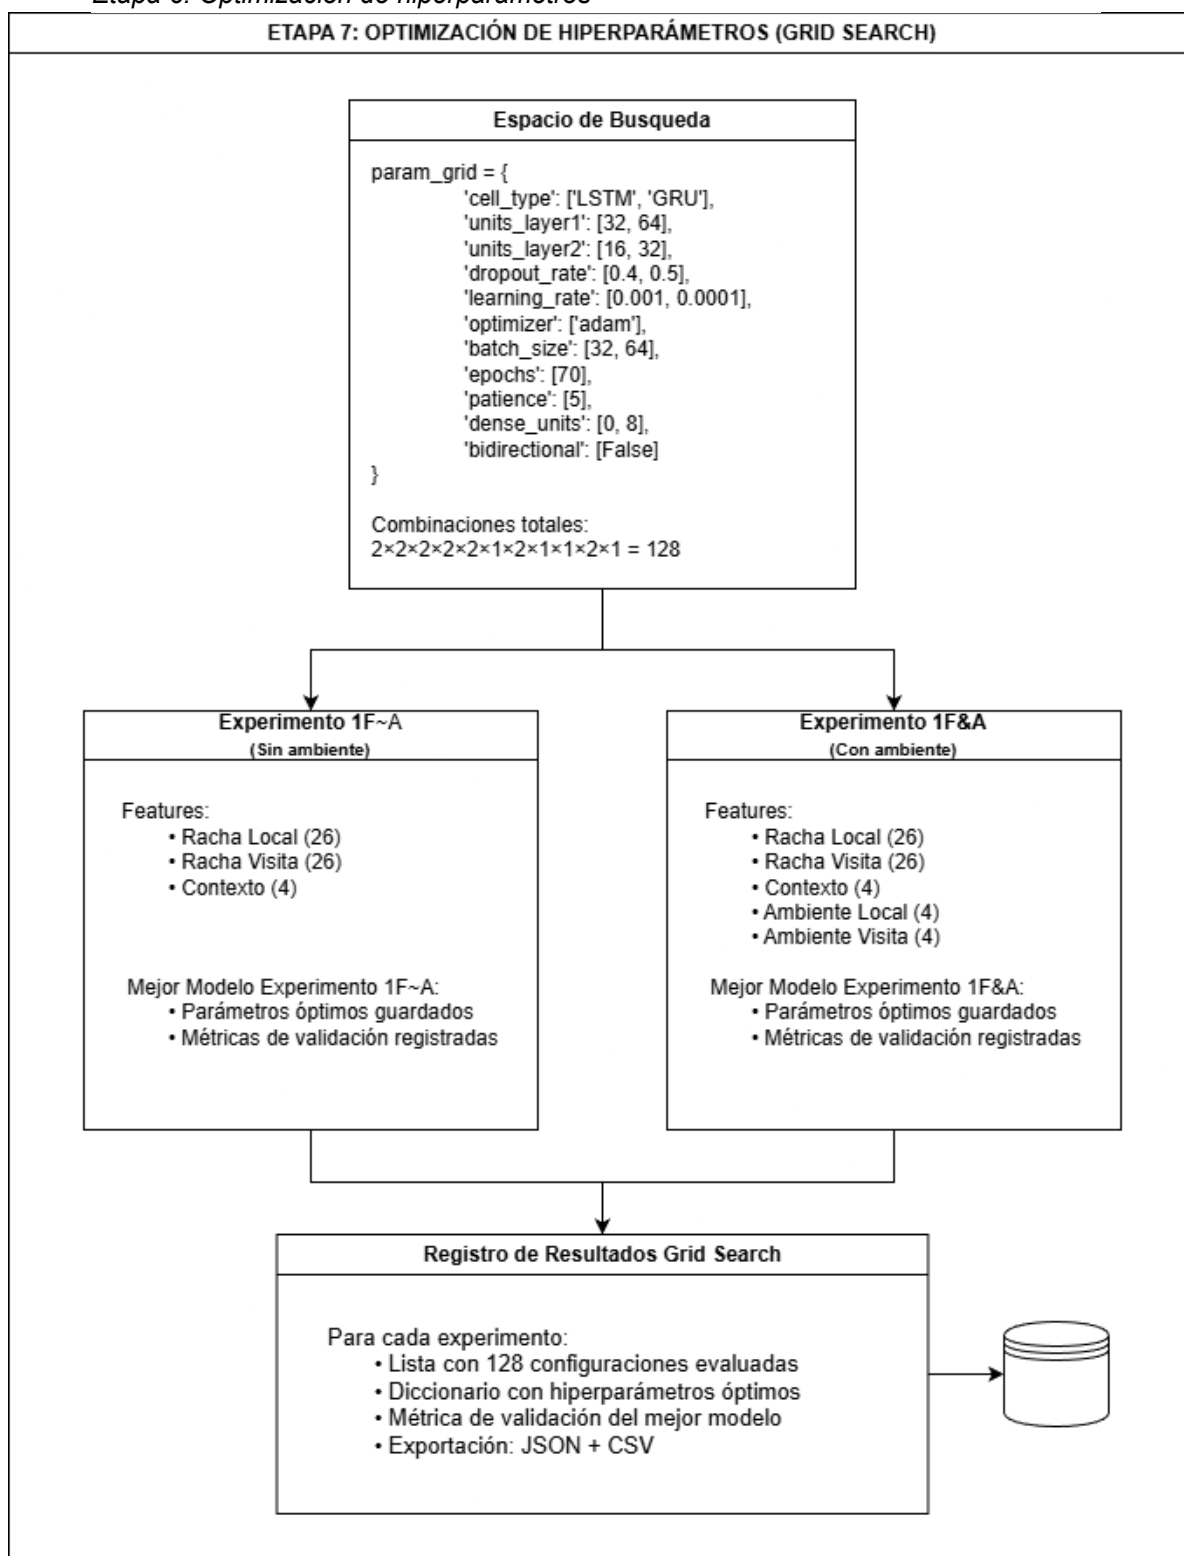 Etapa 6: Optimización de hiperparámetros
ETAPA 7: OPTIMIZACIÓN DE HIPERPARÁMETROS (GRID SEARCH)
Espacio de Busqueda
param_grid = {
'cell_type': ['LSTM', 'GRU'],
'units_layer1': [32, 64],
'units_layer2': [16, 32],
'dropout_rate': [0.4, 0.5],
'learning_rate': [0.001, 0.0001],
'optimizer': ['adam'],
'batch_size': [32, 64],
'epochs': [70],
'patience': [5],
'dense_units': [0, 8],
'bidirectional': [False]
}
Combinaciones totales:
2×2×2×2×2×1×2×1×1×2×1 = 128
Experimento 1F~A
(Sin ambiente)
Features:
• Racha Local (26)
• Racha Visita (26)
• Contexto (4)
Mejor Modelo Experimento 1F~A:
• Parámetros óptimos guardados
• Métricas de validación registradas
Experimento 1F&A
(Con ambiente)
Features:
• Racha Local (26)
• Racha Visita (26)
• Contexto (4)
• Ambiente Local (4)
• Ambiente Visita (4)
Mejor Modelo Experimento 1F&A:
• Parámetros óptimos guardados
• Métricas de validación registradas
Registro de Resultados Grid Search
Para cada experimento:
• Lista con 128 configuraciones evaluadas
• Diccionario con hiperparámetros óptimos
• Métrica de validación del mejor modelo
• Exportación: JSON + CSV